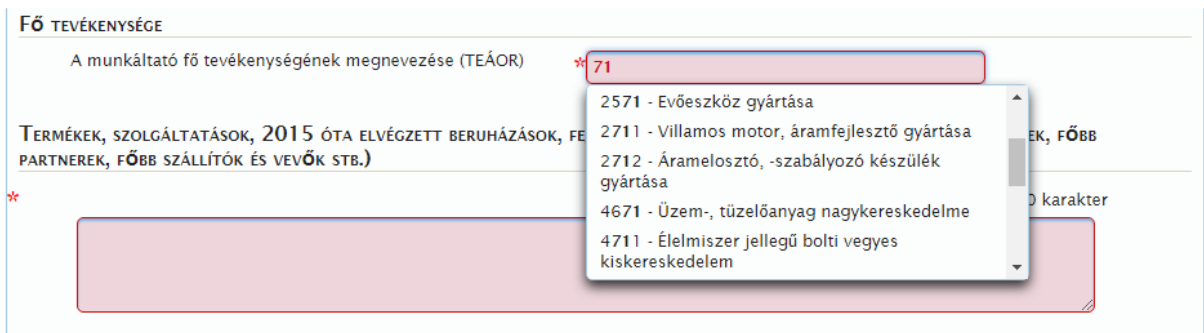 Fő tevékenysége
A munkáltató fő tevékenységének megnevezése (TEÁOR) * 71
2571 - Evőeszköz gyártása
2711 - Villamos motor, áramfejlesztő gyártása
2712 - Áramelosztó, -szabályozó készülék
gyártása
4671 - Üzem-, tüzelőanyag nagykereskedelme
4711 - Élelmiszer jellegű bolti vegyes
kiskereskedelem
Termékek, szolgáltatások, 2015 óta elvégzett beruházások, főbb
partnerek, főbb szállítók és vevők stb.)
* karakter